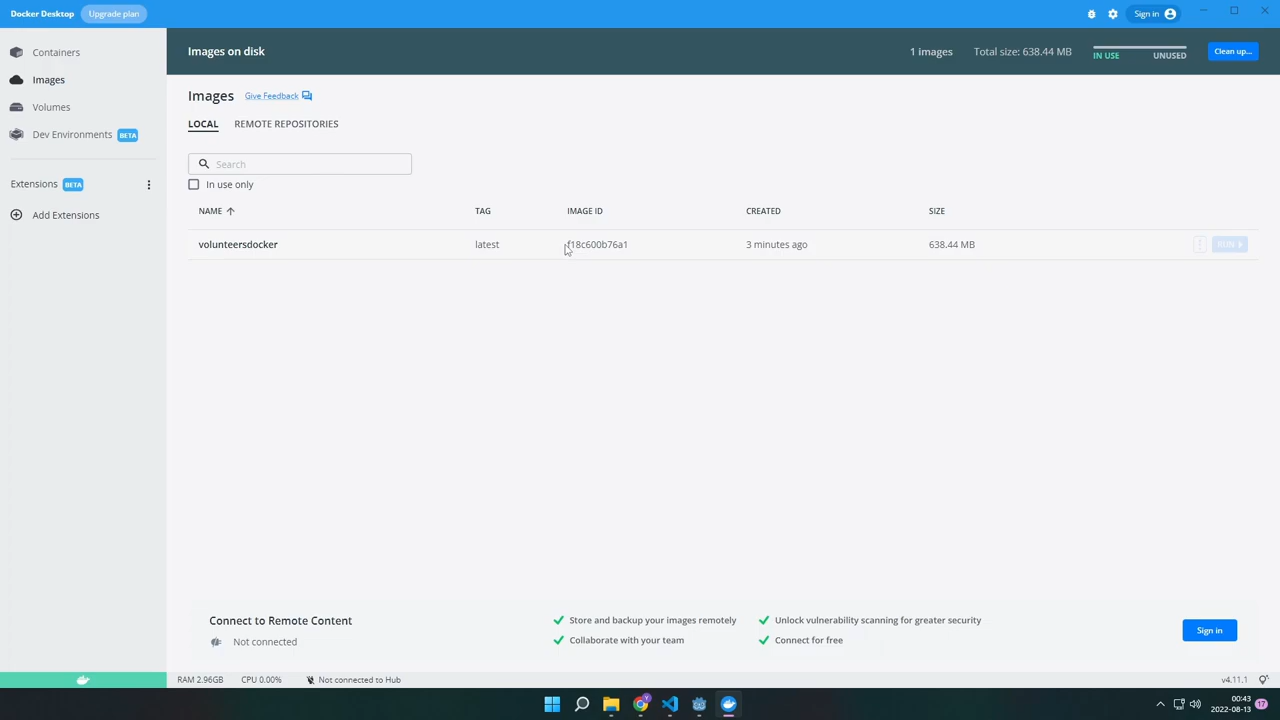 Docker Desktop Upgrade plan Sign in
Containers
Images
Volumes
Dev Environments BETA
Extensions BETA
Add Extensions
Images on disk 1 images Total size: 638.44 MB IN USE UNUSED Clean up...
Images Give Feedback
LOCAL REMOTE REPOSITORIES
Search
In use only
NAME TAG IMAGE ID CREATED SIZE
volunteersdocker latest f18c600b76a1 3 minutes ago 638.44 MB RUN
Connect to Remote Content
Not connected
Store and backup your images remotely
Collaborate with your team
Unlock vulnerability scanning for greater security
Connect for free
Sign in
RAM 2.96GB CPU 0.00% Not connected to Hub v4.11.1
00:43
2022-08-13 17